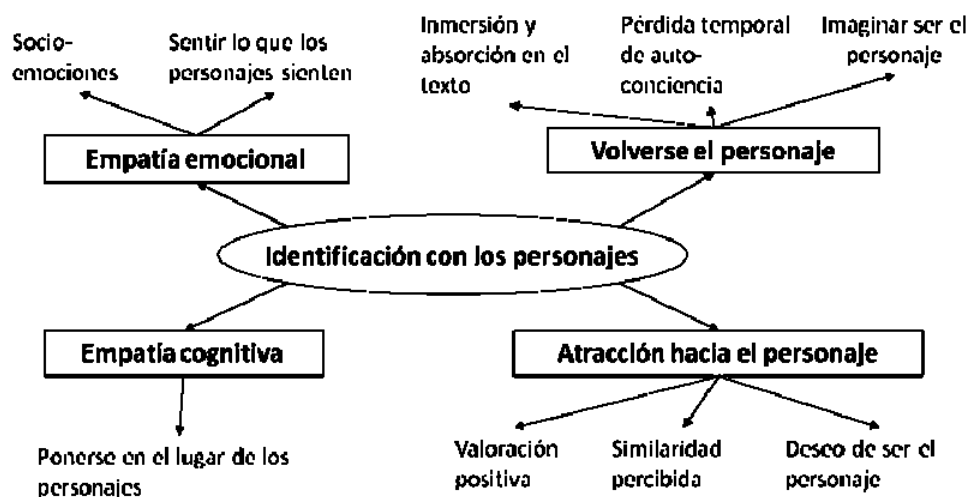 Socio-
emociones
Sentir lo que los
personajes sienten
Inmersión y
absorción en el
texto
Pérdida temporal
de auto-
conciencia
Imaginar ser el
personaje
Empatía emocional
Volverse el personaje
Identificación con los personajes
Empatía cognitiva
Atracción hacia el personaje
Ponerse en el lugar de los
personajes
Valoración
positiva
Similaridad
percibida
Deseo de ser el
personaje